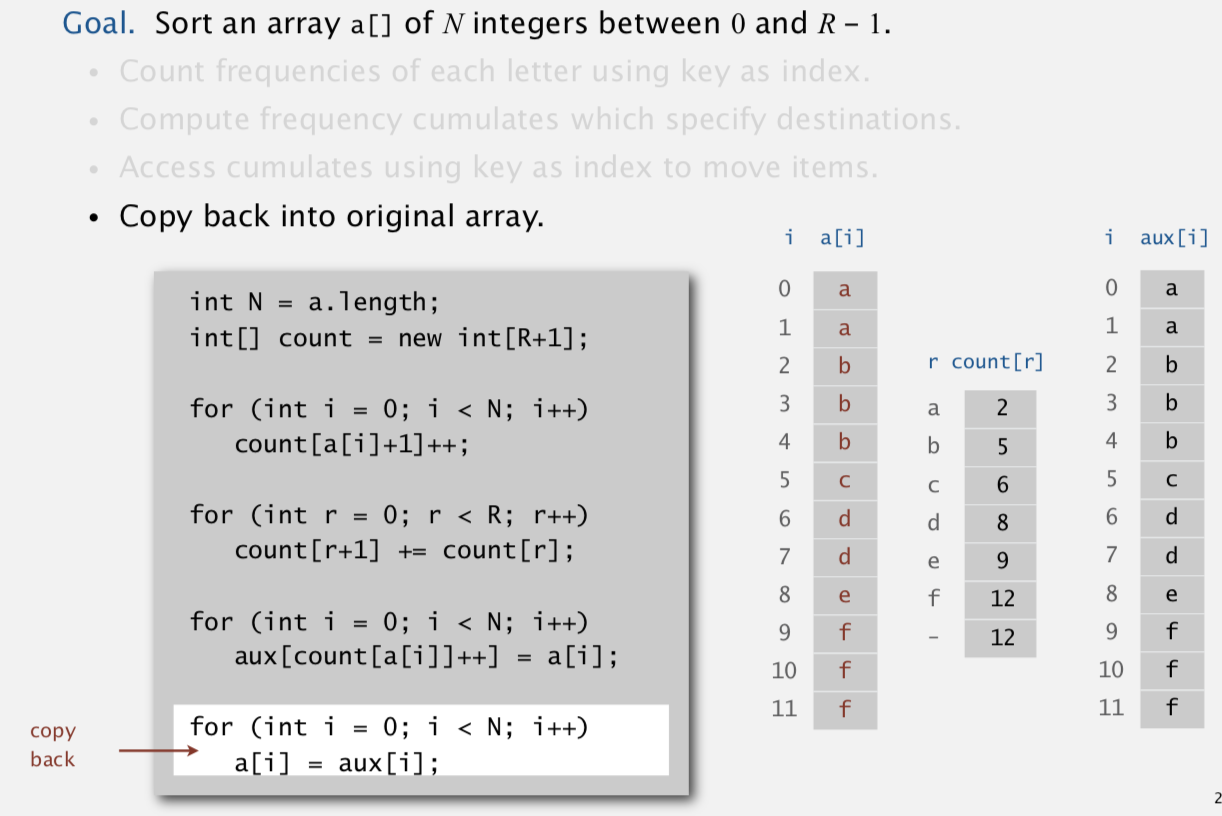 Goal. Sort an array a[] of N integers between 0 and R – 1.
• Count frequencies of each letter using key as index.
• Compute frequency cumulates which specify destinations.
• Access cumulates using key as index to move items.
• Copy back into original array.
int N = a.length;
int[] count = new int[R+1];
for (int i = 0; i < N; i++)
count[a[i]+1]++;
for (int r = 0; r < R; r++)
count[r+1] += count[r];
for (int i = 0; i < N; i++)
aux[count[a[i]]++] = a[i];
for (int i = 0; i < N; i++)
a[i] = aux[i];
copy
back
i a[i]
0 a
1 a
2 b
3 b
4 b
5 c
6 d
7 d
8 e
9 f
10 f
11 f
r count[r]
a 2
b 5
c 6
d 8
e 9
f 12
- 12
i aux[i]
0 a
1 a
2 b
3 b
4 b
5 c
6 d
7 d
8 e
9 f
10 f
11 f
2